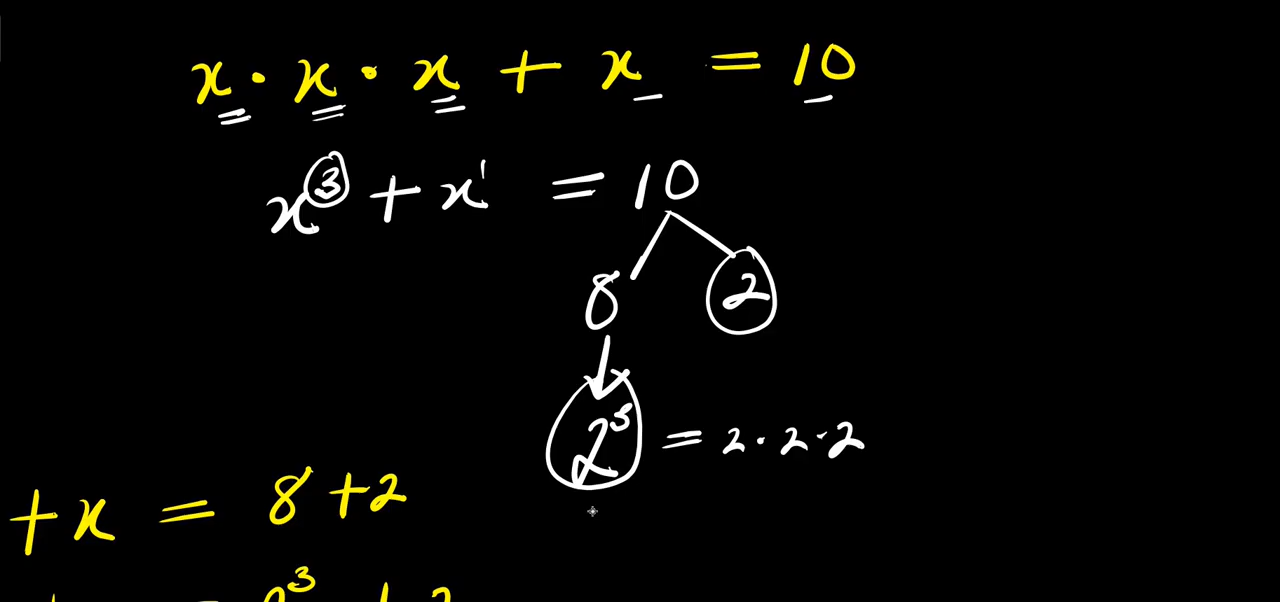 x · x · x + x = 10
x³ + x¹ = 10
8 2
2³ = 2 · 2 · 2
+ x = 8 + 2